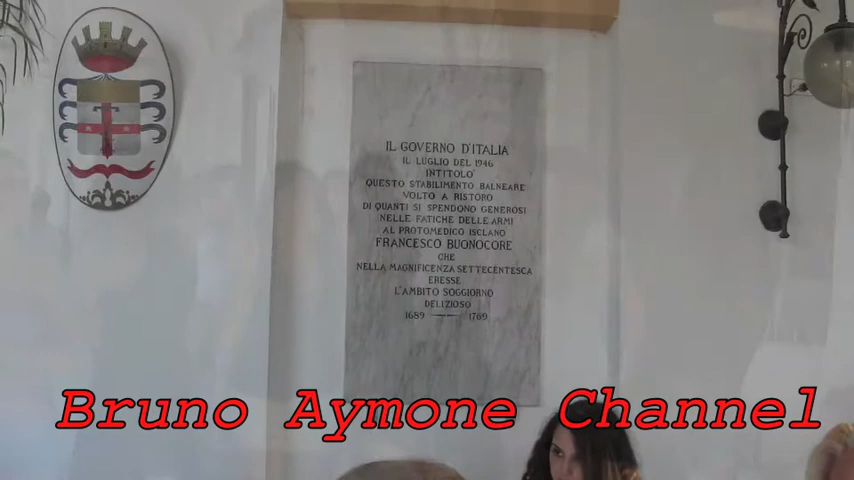 IL GOVERNO D'ITALIA
IL LUGLIO DEL 1946
INTITOLO'
QUESTO STABILIMENTO BALNEARE
VOLTO A RISTORO
DI QUANTI SI SPENDONO GENEROSI
NELLE FATICHE DELLE ARMI
AL PROTOMEDICO ISCLANO
FRANCESCO BUONOCORE
CHE
NELLA MAGNIFICENZA SETTECENTESCA
ERESSE
L'AMBITO SOGGIORNO
DELIZIOSO
1689 — 1769
Bruno Aymone Channel